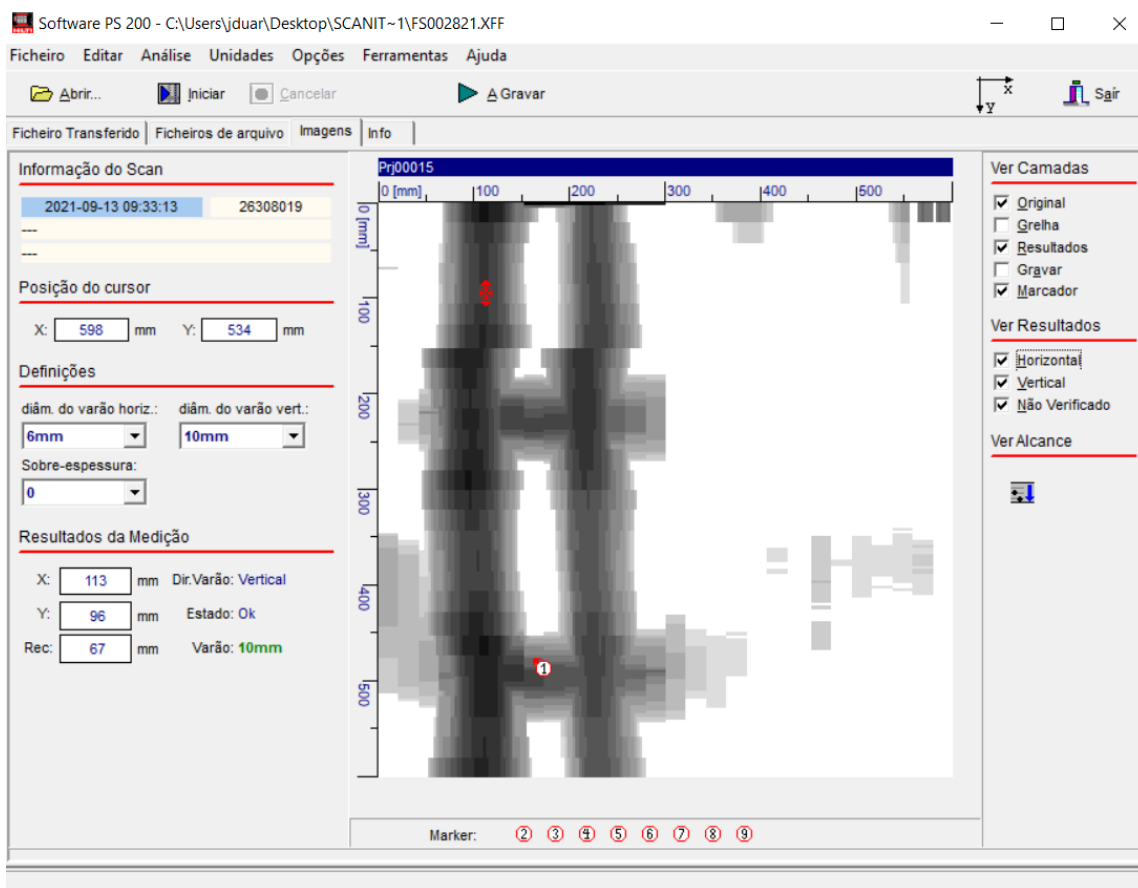 Software PS 200 - C:\Users\jduar\Desktop\SCANIT~1\FS002821.XFF
Ficheiro Editar Análise Unidades Opções Ferramentas Ajuda
Abrir... Iniciar Cancelar A Gravar x y Saír
Ficheiro Transferido Ficheiros de arquivo Imagens Info
Informação do Scan
2021-09-13 09:33:13 26308019
---
---
Posição do cursor
X: 598 mm Y: 534 mm
Definições
diâm. do varão horiz.: diâm. do varão vert.:
6mm 10mm
Sobre-espessura:
0
Resultados da Medição
X: 113 mm Dir.Varão: Vertical
Y: 96 mm Estado: Ok
Rec: 67 mm Varão: 10mm
Prj00015
0 [mm] 100 200 300 400 500
0 [mm]
100
200
300
400
500
1
Marker: 2 3 4 5 6 7 8 9
Ver Camadas
Original
Grelha
Resultados
Gravar
Marcador
Ver Resultados
Horizontal
Vertical
Não Verificado
Ver Alcance